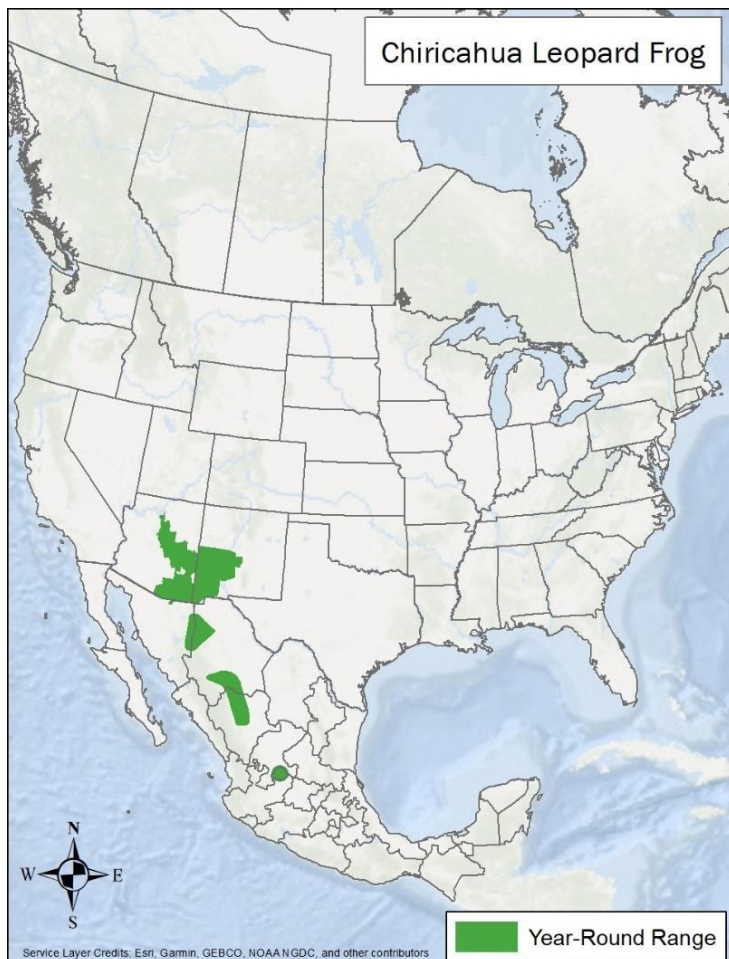 Chiricahua Leopard Frog
N
W E
S
Service Layer Credits: Esri, Garmin, GEBCO, NOAA NGDC, and other contributors
Year-Round Range